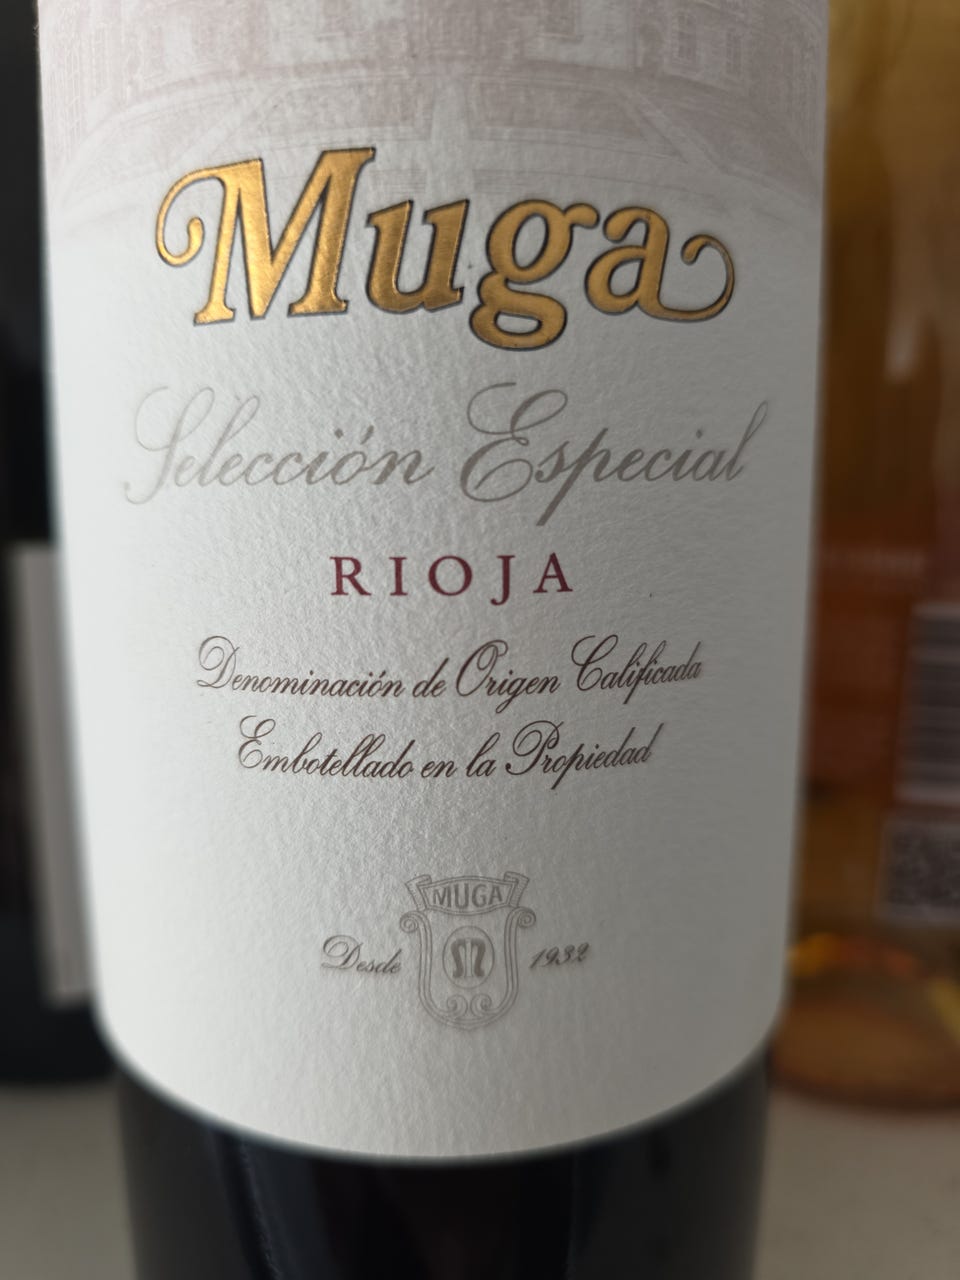 Muga
Selección Especial
RIOJA
Denominación de Origen Calificada
Embotellado en la Propiedad
MUGA
Desde 1932